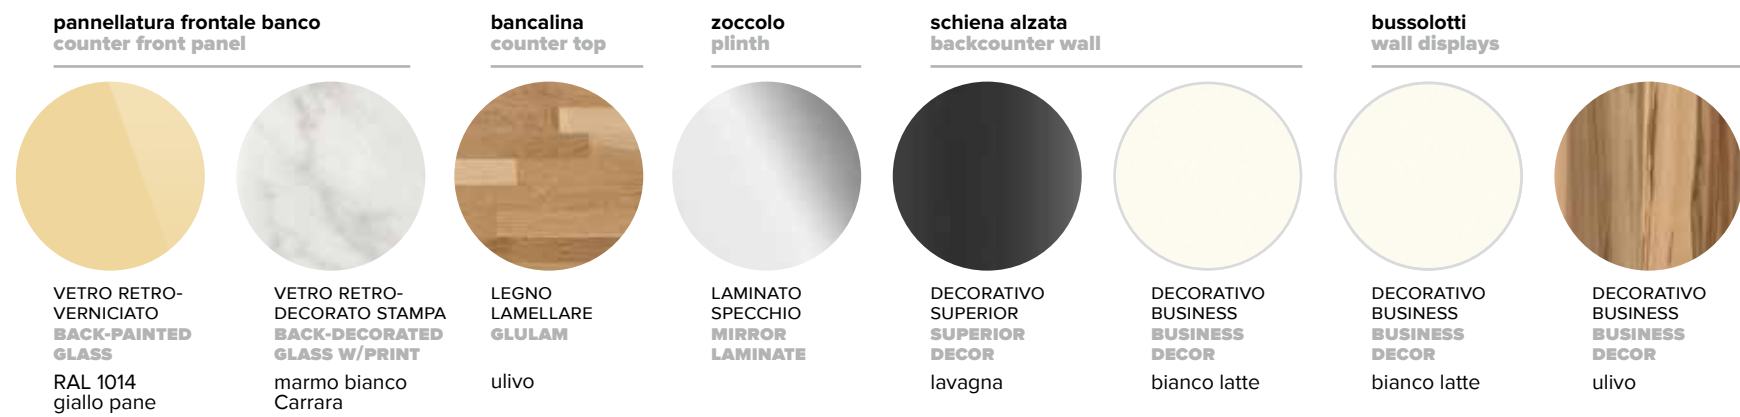 pannellatura frontale banco
counter front panel
bancalina
counter top
zoccolo
plinth
schiena alzata
backcounter wall
bussolotti
wall displays
VETRO RETRO-
VERNICIATO
BACK-PAINTED
GLASS
RAL 1014
giallo pane
VETRO RETRO-
DECORATO STAMPA
BACK-DECORATED
GLASS W/PRINT
marmo bianco
Carrara
LEGNO
LAMELLARE
GLULAM
ulivo
LAMINATO
SPECCHIO
MIRROR
LAMINATE
DECORATIVO
SUPERIOR
SUPERIOR
DECOR
lavagna
DECORATIVO
BUSINESS
BUSINESS
DECOR
bianco latte
DECORATIVO
BUSINESS
BUSINESS
DECOR
bianco latte
DECORATIVO
BUSINESS
BUSINESS
DECOR
ulivo